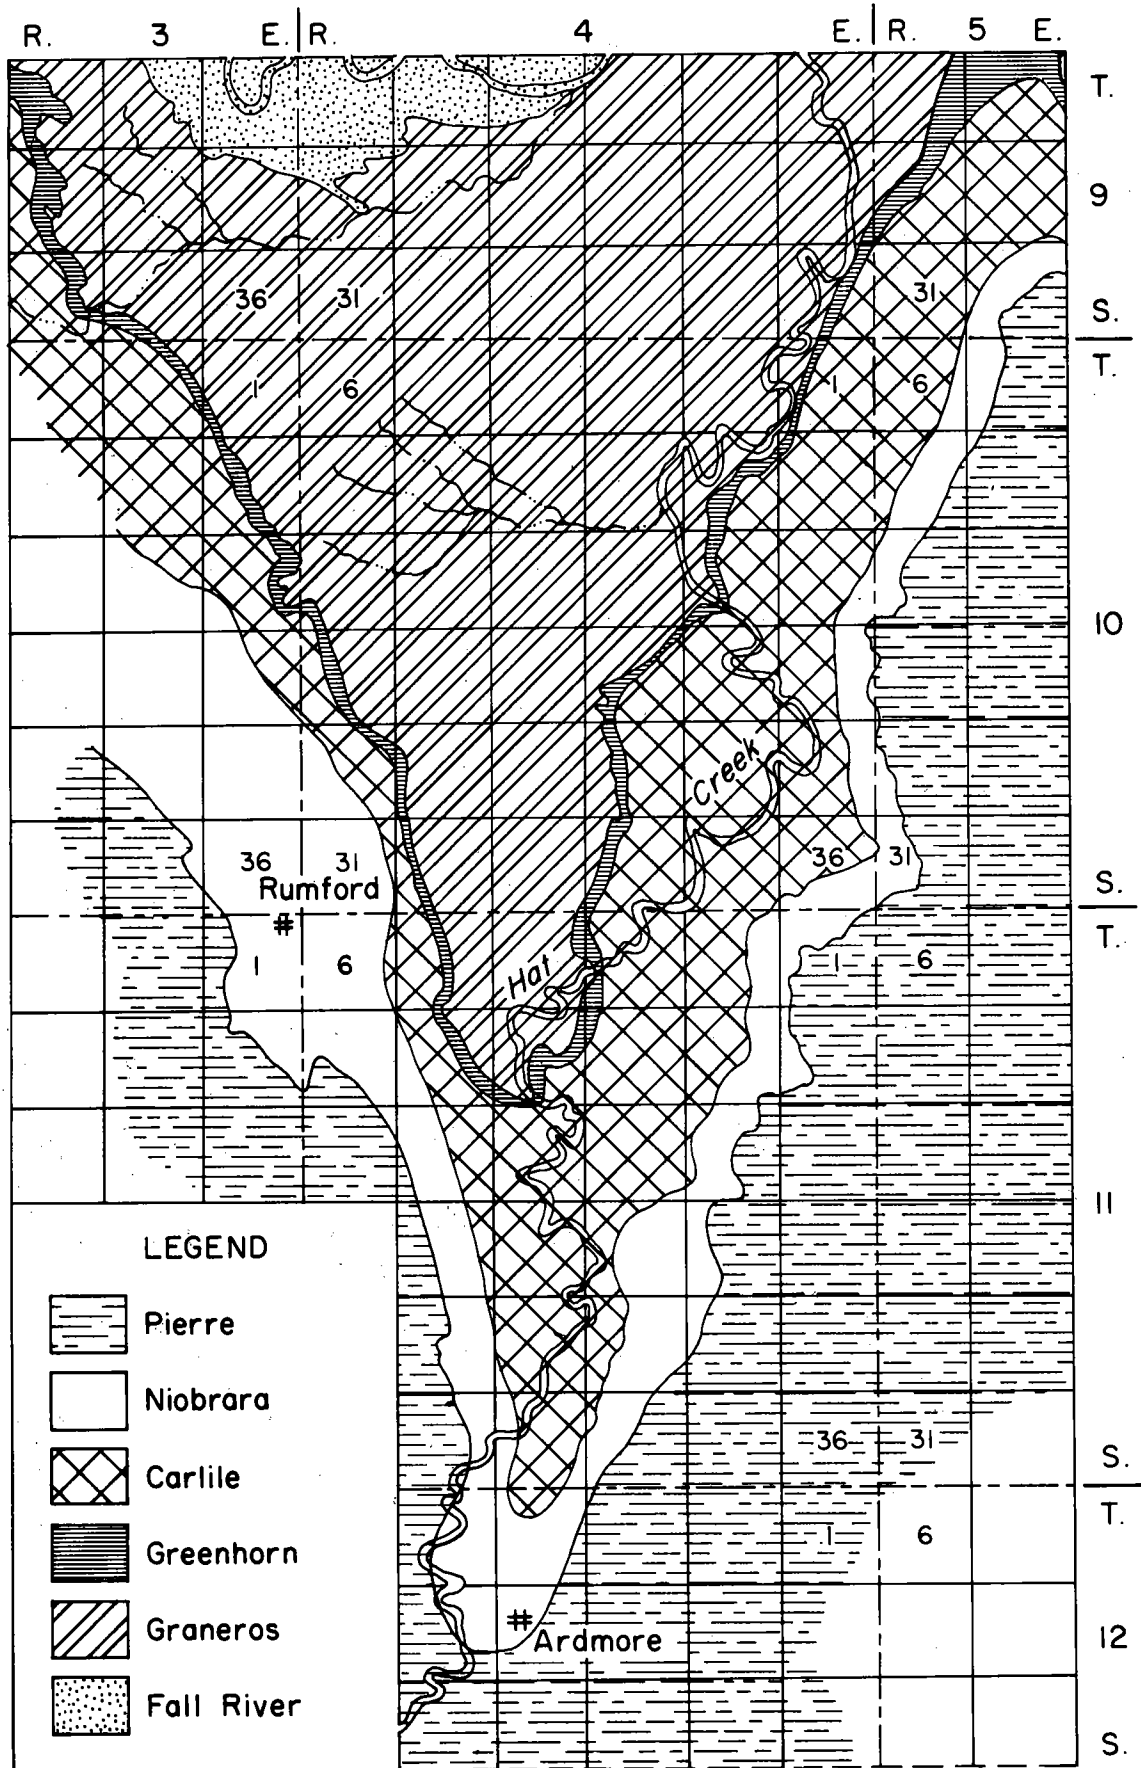 R. 3 E. R. 4 E. R. 5 E.
T.
9
36 31 31
S.
T.
1 6 1 6
10
Creek
36 31 36 31
Rumford
S.
T.
1 6 1 6
Hat
11
LEGEND
Pierre
Niobrara
Carlile
Greenhorn
Graneros
Fall River
36 31
S.
T.
1 6
Ardmore
12
S.